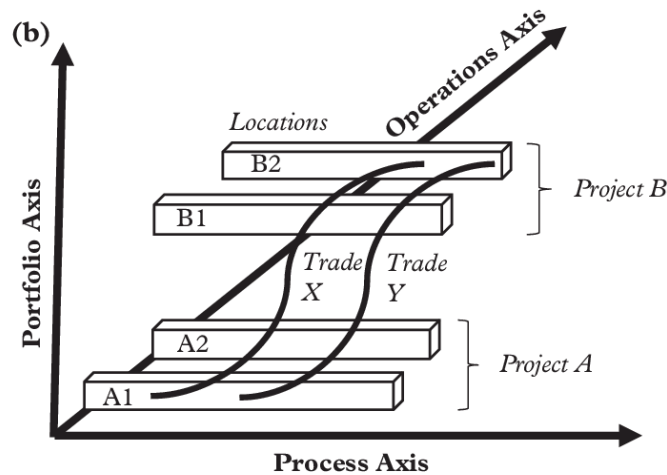 (b)
Portfolio Axis
Operations Axis
Locations
B2
B1
Project B
Trade
X
Trade
Y
A2
A1
Project A
Process Axis